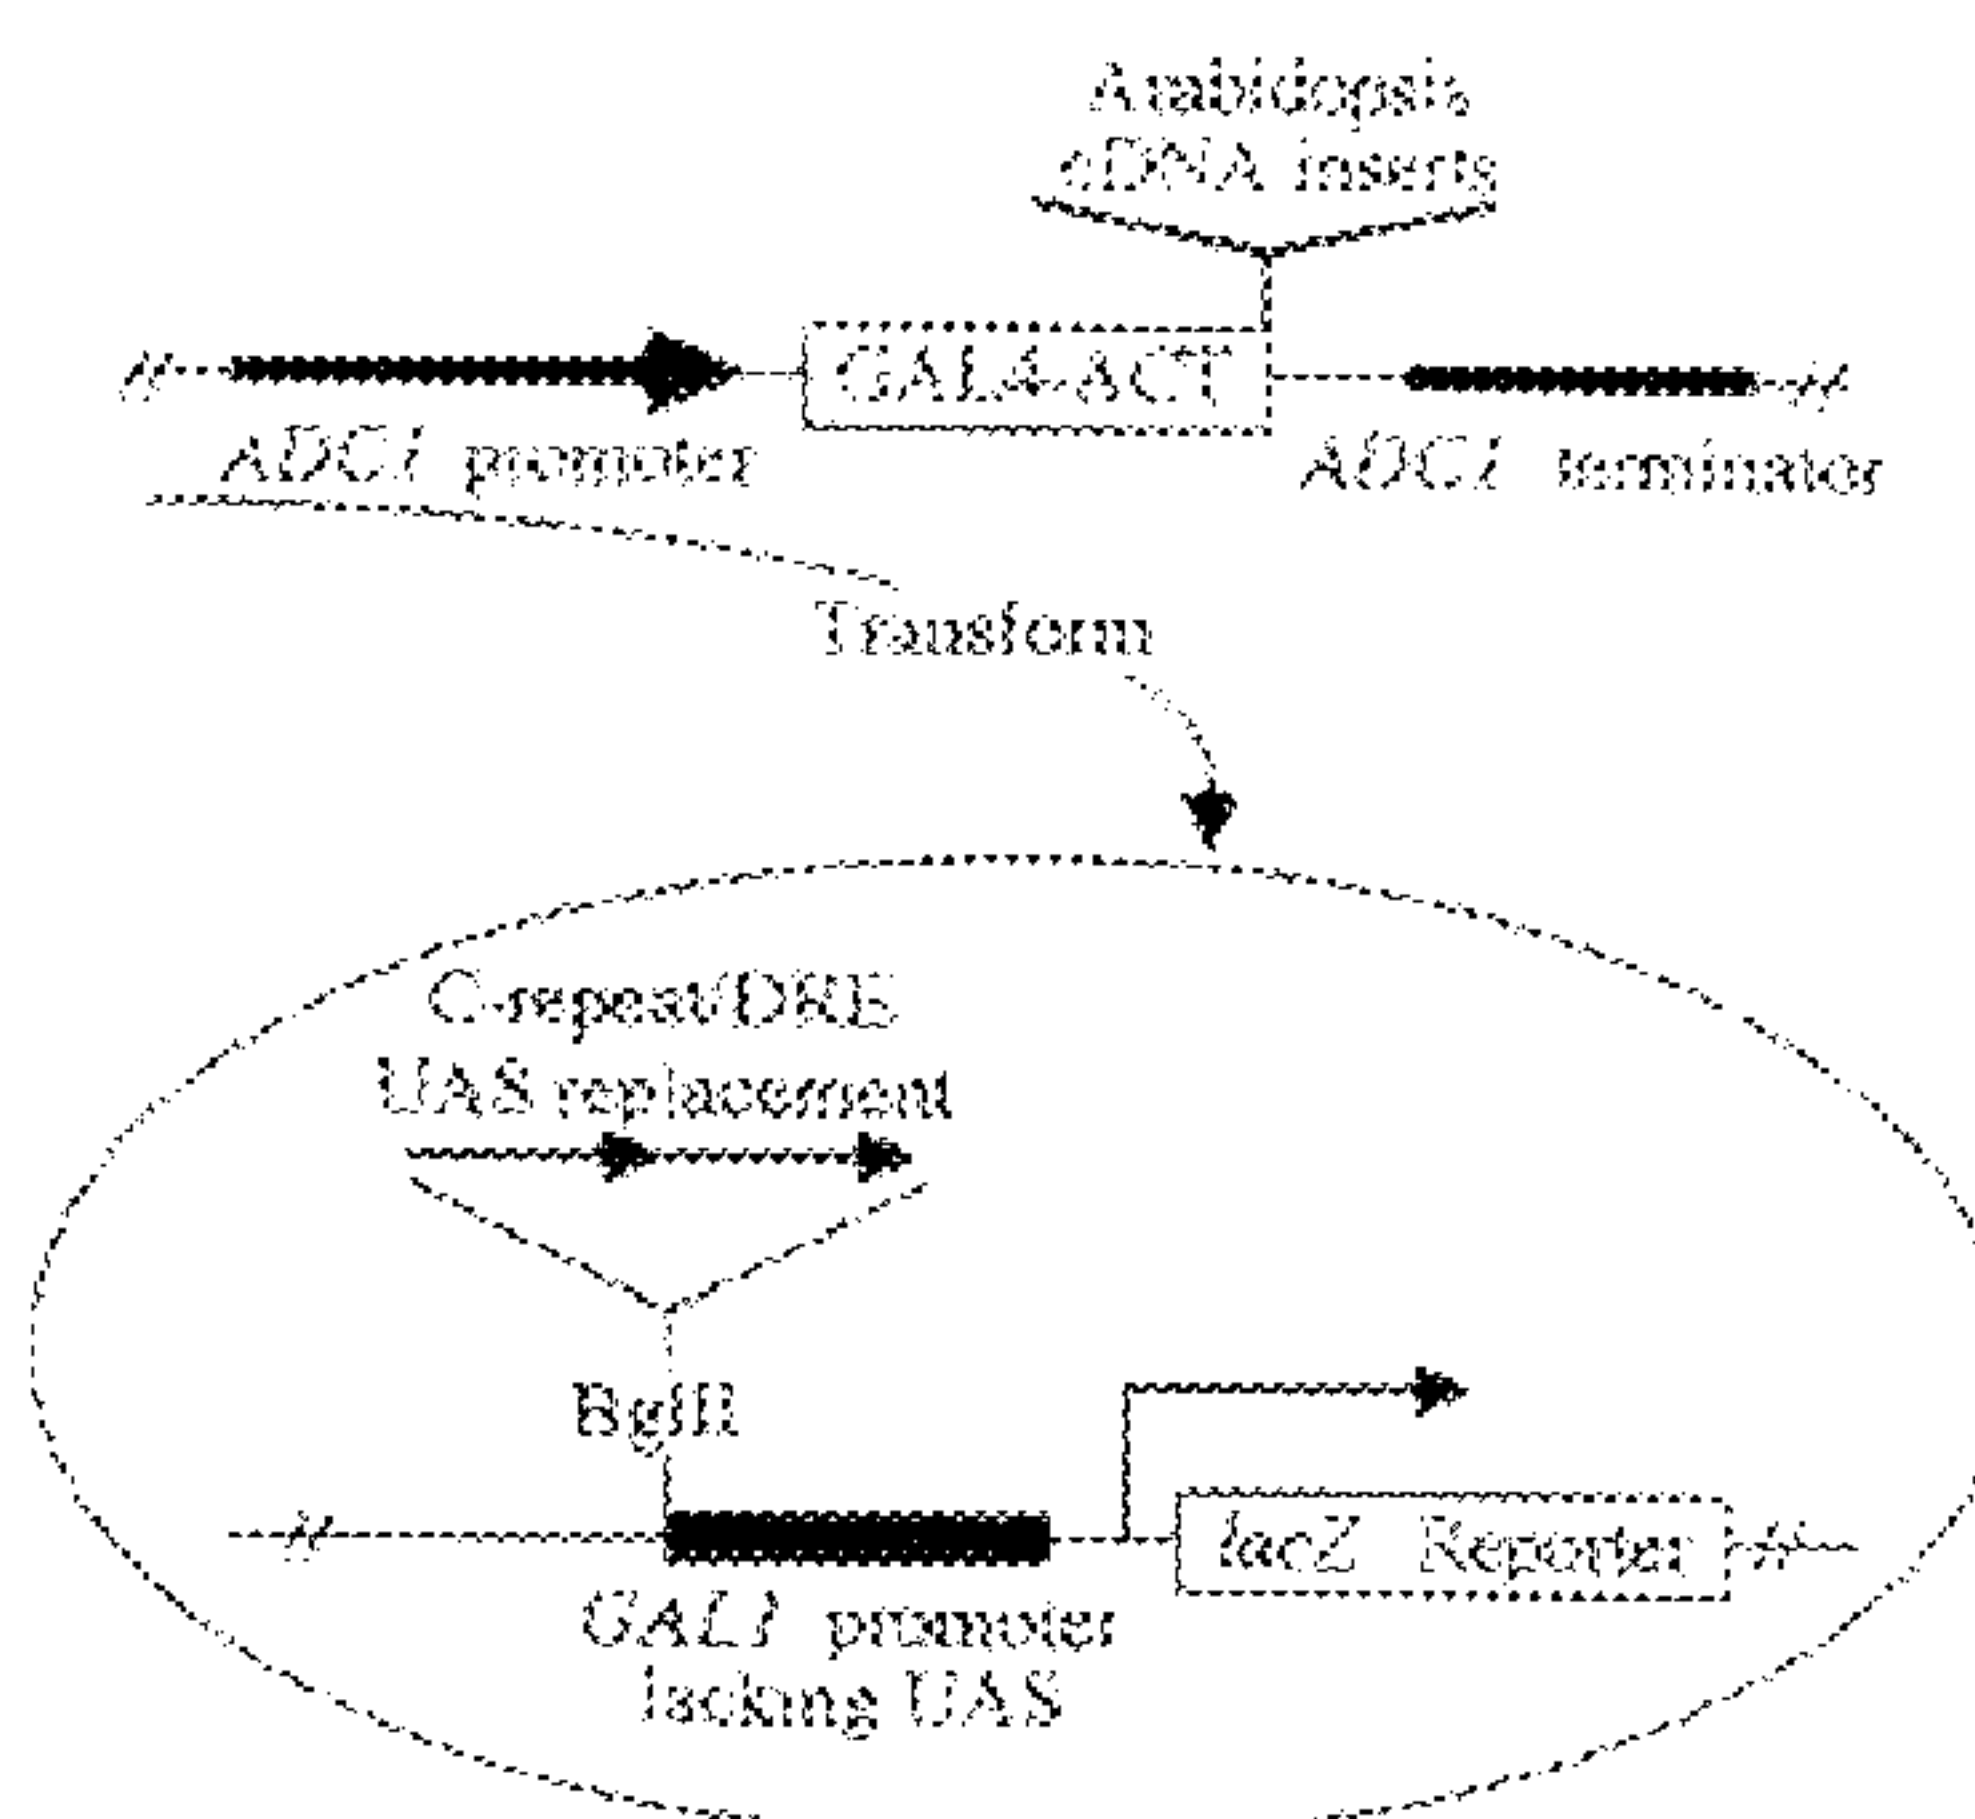 Arabidopsis
cDNA inserts
GAL4-ACT
ADC1 promoter
ADC1 terminator
Transform
C-repeat/DRE
UAS replacement
BglII
lacZ Reporter
GAL1 promoter
lacking UAS